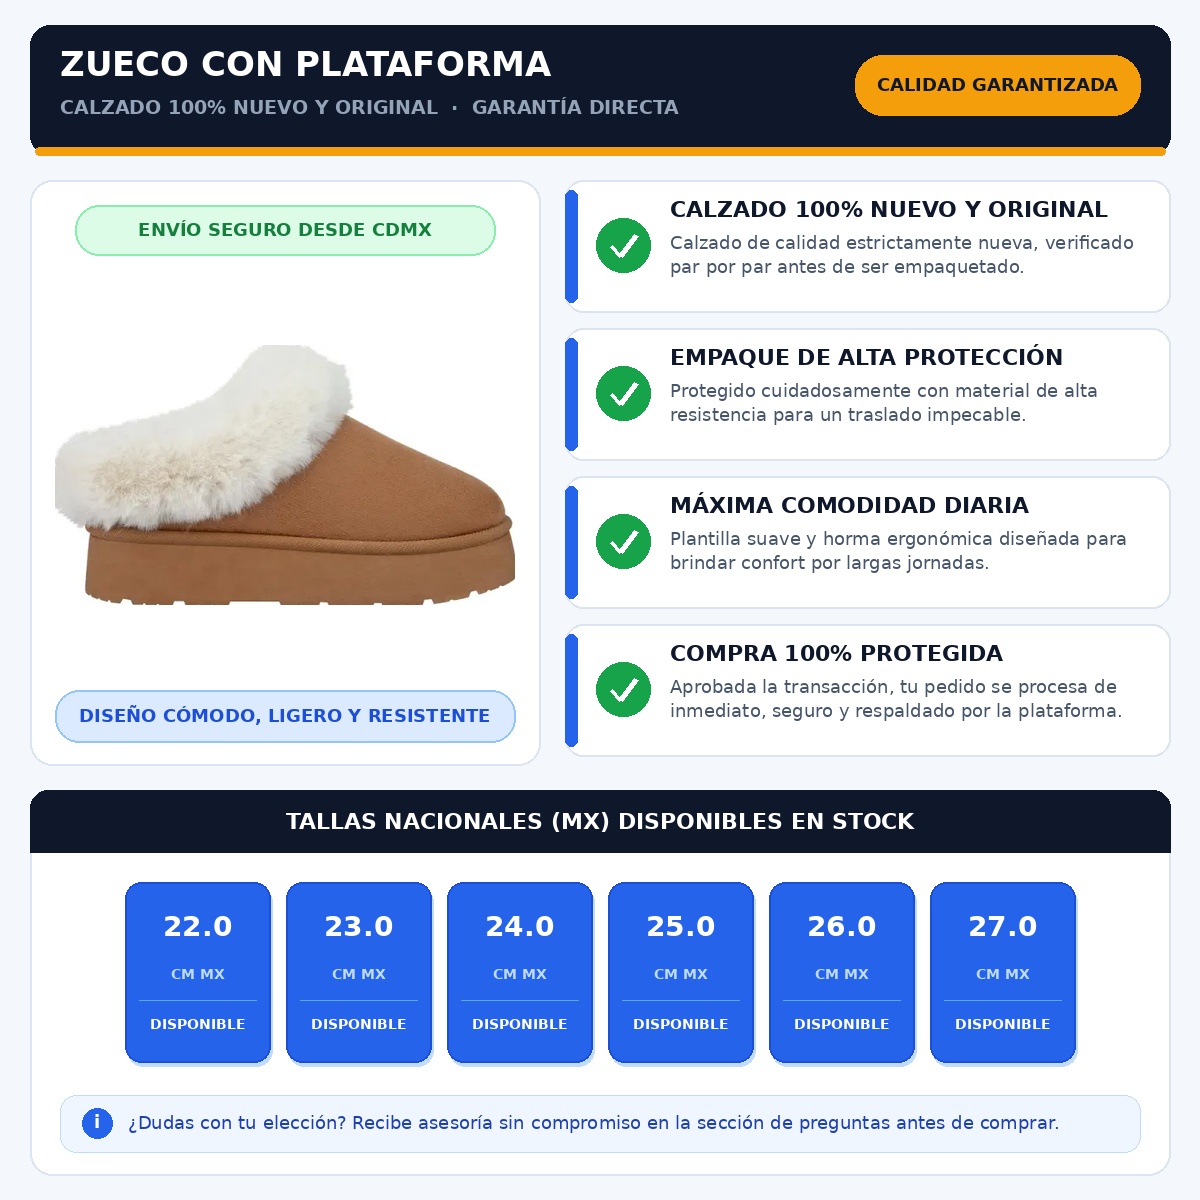 ZUECO CON PLATAFORMA
CALZADO 100% NUEVO Y ORIGINAL · GARANTÍA DIRECTA
CALIDAD GARANTIZADA
ENVÍO SEGURO DESDE CDMX
DISEÑO CÓMODO, LIGERO Y RESISTENTE
CALZADO 100% NUEVO Y ORIGINAL
Calzado de calidad estrictamente nueva, verificado
par por par antes de ser empaquetado.
EMPAQUE DE ALTA PROTECCIÓN
Protegido cuidadosamente con material de alta
resistencia para un traslado impecable.
MÁXIMA COMODIDAD DIARIA
Plantilla suave y horma ergonómica diseñada para
brindar confort por largas jornadas.
COMPRA 100% PROTEGIDA
Aprobada la transacción, tu pedido se procesa de
inmediato, seguro y respaldado por la plataforma.
TALLAS NACIONALES (MX) DISPONIBLES EN STOCK
22.0
CM MX
DISPONIBLE
23.0
CM MX
DISPONIBLE
24.0
CM MX
DISPONIBLE
25.0
CM MX
DISPONIBLE
26.0
CM MX
DISPONIBLE
27.0
CM MX
DISPONIBLE
i ¿Dudas con tu elección? Recibe asesoría sin compromiso en la sección de preguntas antes de comprar.